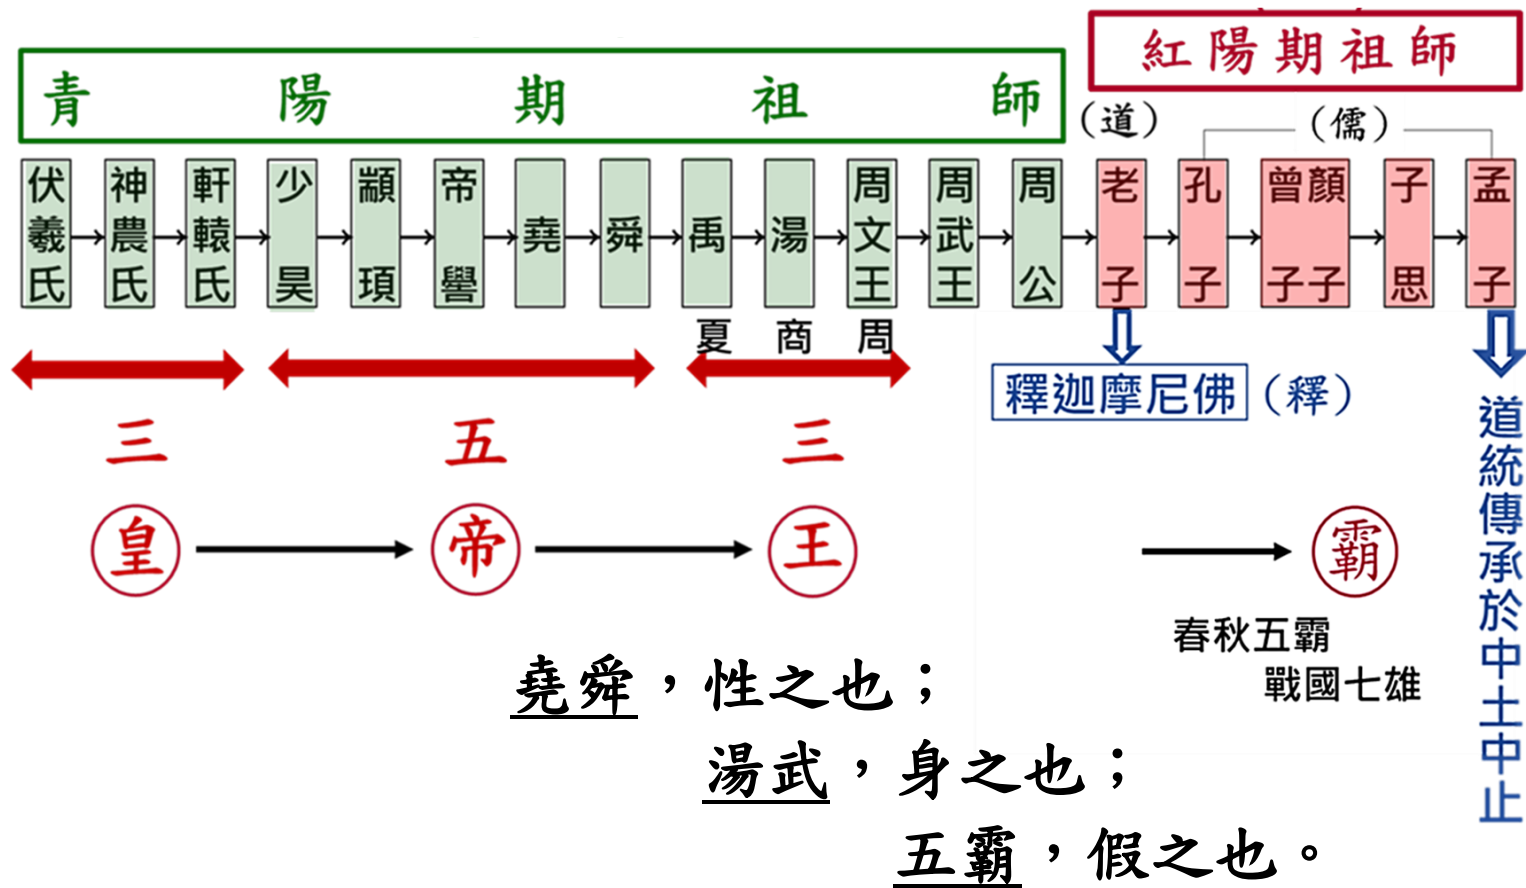 青陽期祖師
紅陽期祖師
(道)
(儒)
伏羲氏
神農氏
軒轅氏
少昊
顓頊
帝嚳
堯
舜
禹
湯
周文王
周武王
周公
老子
孔子
曾子
顏子
子思
孟子
夏
商
周
釋迦摩尼佛
(釋)
道統傳承於中土中止
三
五
三
皇
帝
王
霸
春秋五霸
戰國七雄
堯舜，性之也；
湯武，身之也；
五霸，假之也。